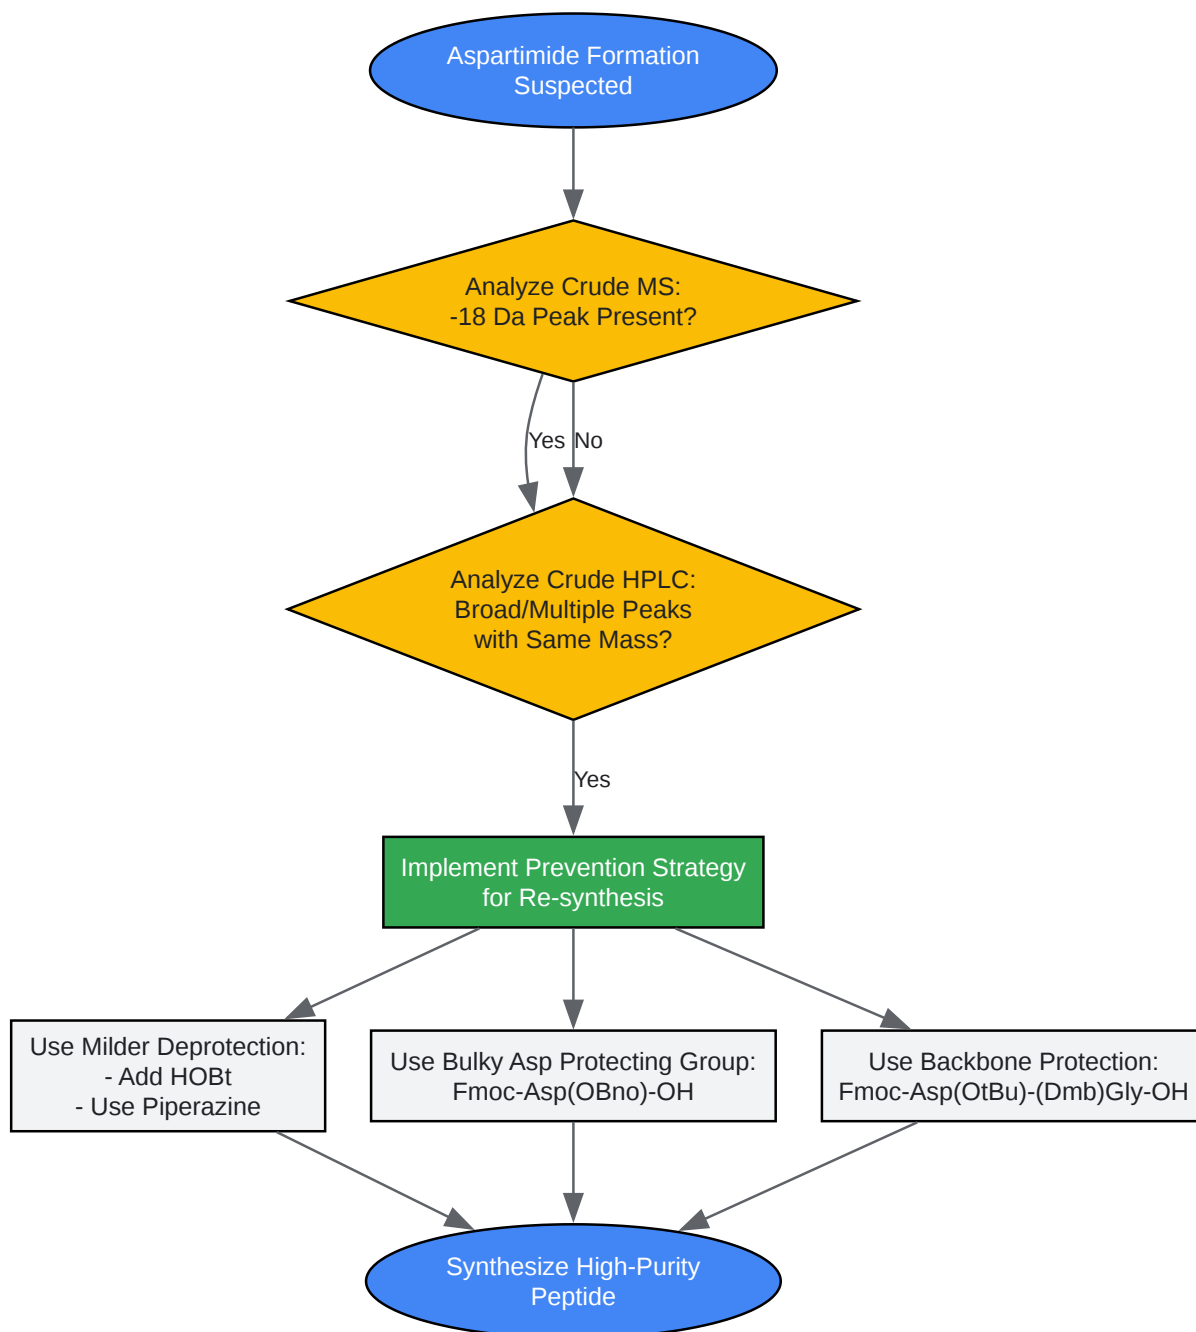 Aspartimide Formation
Suspected
Analyze Crude MS:
-18 Da Peak Present?
Yes
No
Analyze Crude HPLC:
Broad/Multiple Peaks
with Same Mass?
Yes
Implement Prevention Strategy
for Re-synthesis
Use Milder Deprotection:
- Add HOBt
- Use Piperazine
Use Bulky Asp Protecting Group:
Fmoc-Asp(OBno)-OH
Use Backbone Protection:
Fmoc-Asp(OtBu)-(Dmb)Gly-OH
Synthesize High-Purity
Peptide